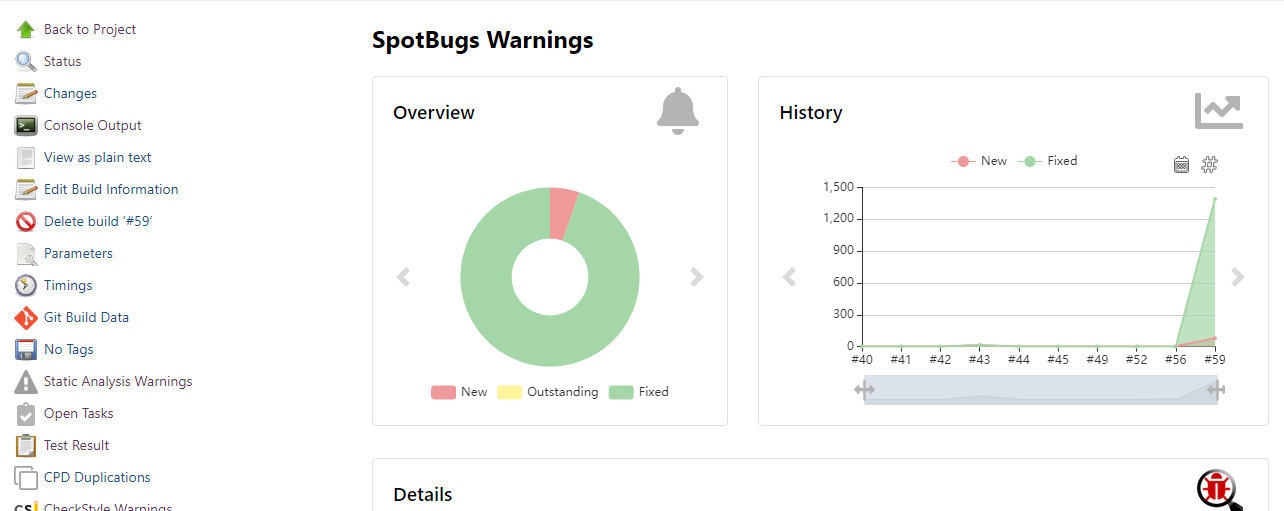 Back to Project
Status
Changes
Console Output
View as plain text
Edit Build Information
Delete build ‘#59’
Parameters
Timings
Git Build Data
No Tags
Static Analysis Warnings
Open Tasks
Test Result
CPD Duplications
CheckStyle Warnings
SpotBugs Warnings
Overview
New Outstanding Fixed
History
New Fixed
1,500
1,200
900
600
300
0
#40 #41 #42 #43 #44 #45 #49 #52 #56 #59
Details